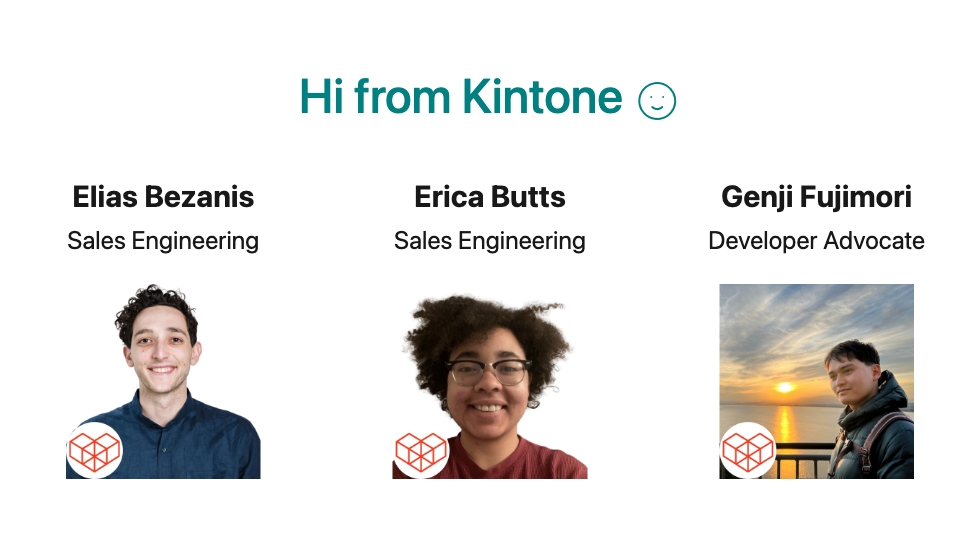 Hi from Kintone
Elias Bezanis
Sales Engineering
Erica Butts
Sales Engineering
Genji Fujimori
Developer Advocate